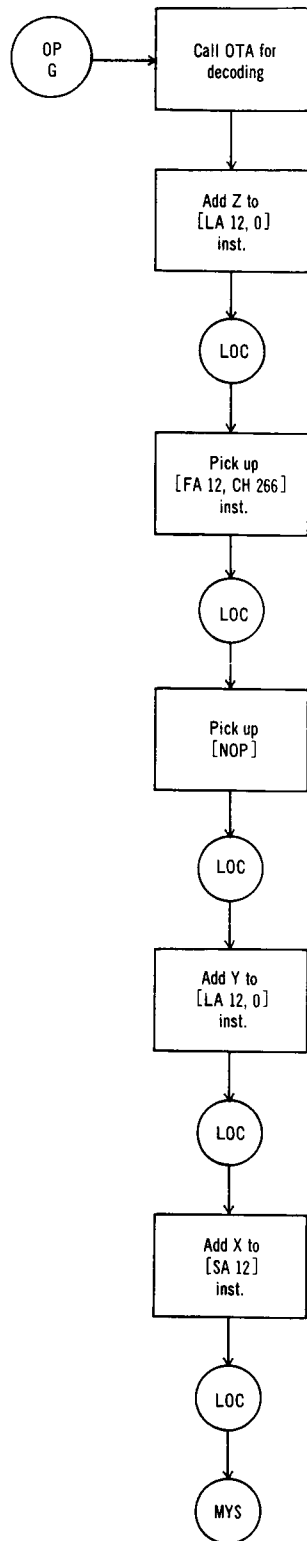 OP
G
Call OTA for
decoding
Add Z to
[LA 12, 0]
inst.
LOC
Pick up
[FA 12, CH 266]
inst.
LOC
Pick up
[NOP]
LOC
Add Y to
[LA 12, 0]
inst.
LOC
Add X to
[SA 12]
inst.
LOC
MYS